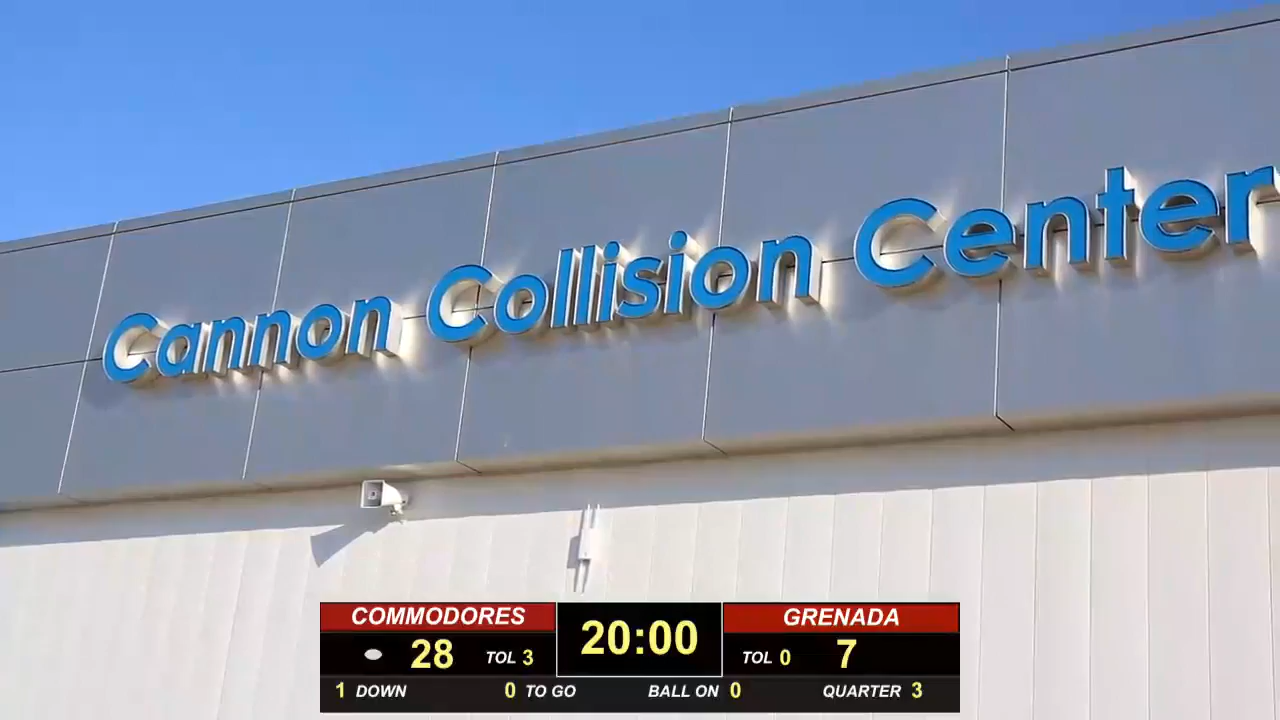 Cannon Collision Center
COMMODORES 20:00 GRENADA
28 TOL 3 TOL 0 7
1 DOWN 0 TO GO BALL ON 0 QUARTER 3